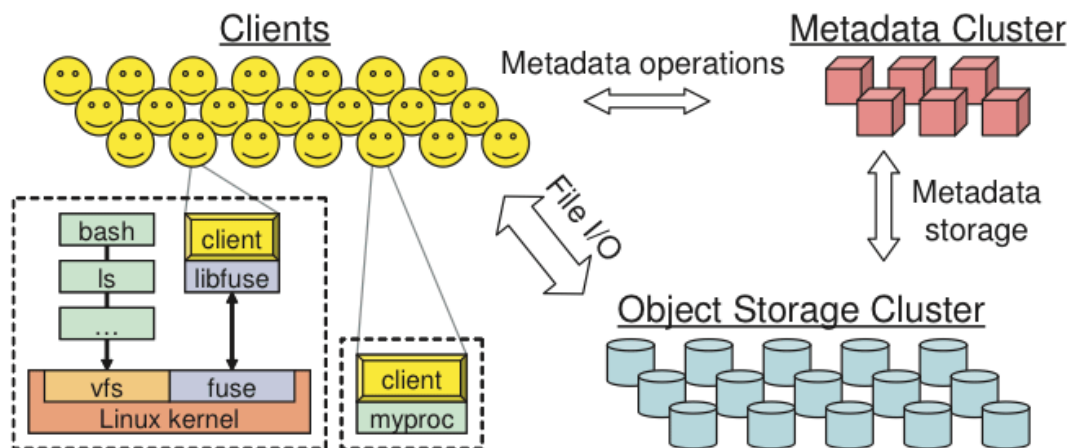 Clients
Metadata Cluster
Metadata operations
File I/O
Metadata
storage
bash
client
ls
libfuse
...
Object Storage Cluster
vfs
fuse
client
Linux kernel
myproc